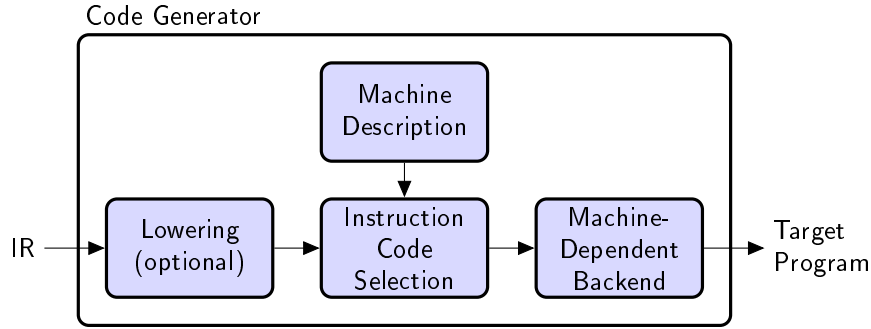 Code Generator
Machine
Description
IR
Lowering
(optional)
Instruction
Code
Selection
Machine-
Dependent
Backend
Target
Program